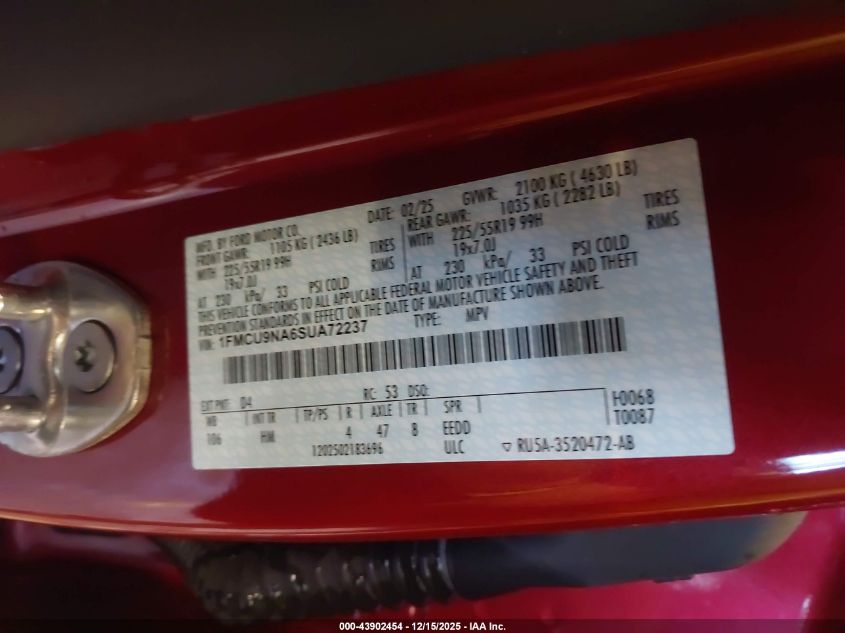 MFD. BY FORD MOTOR CO.
DATE: 02/25 GVWR: 2100 KG ( 4630 LB)
FRONT GAWR: 1105 KG ( 2436 LB)
REAR GAWR: 1035 KG ( 2282 LB)
WITH 225/55R19 99H TIRES
WITH 225/55R19 99H TIRES
19x7.0J RIMS
19x7.0J RIMS
AT 230 kPa/ 33 PSI COLD
AT 230 kPa/ 33 PSI COLD
THIS VEHICLE CONFORMS TO ALL APPLICABLE FEDERAL MOTOR VEHICLE SAFETY AND THEFT
PREVENTION STANDARDS IN EFFECT ON THE DATE OF MANUFACTURE SHOWN ABOVE.
VIN: 1FMCU9NA6SUA72237 TYPE: MPV
EXT PNT: D4 RC: 53 DSO:
WB INT TR TP/PS R AXLE TR SPR
106 HM 4 47 8 EEDD
F0068
T0087
1202502183696 ULC RU5A-3520472-AB
000-43902454 - 12/15/2025 - IAA Inc.